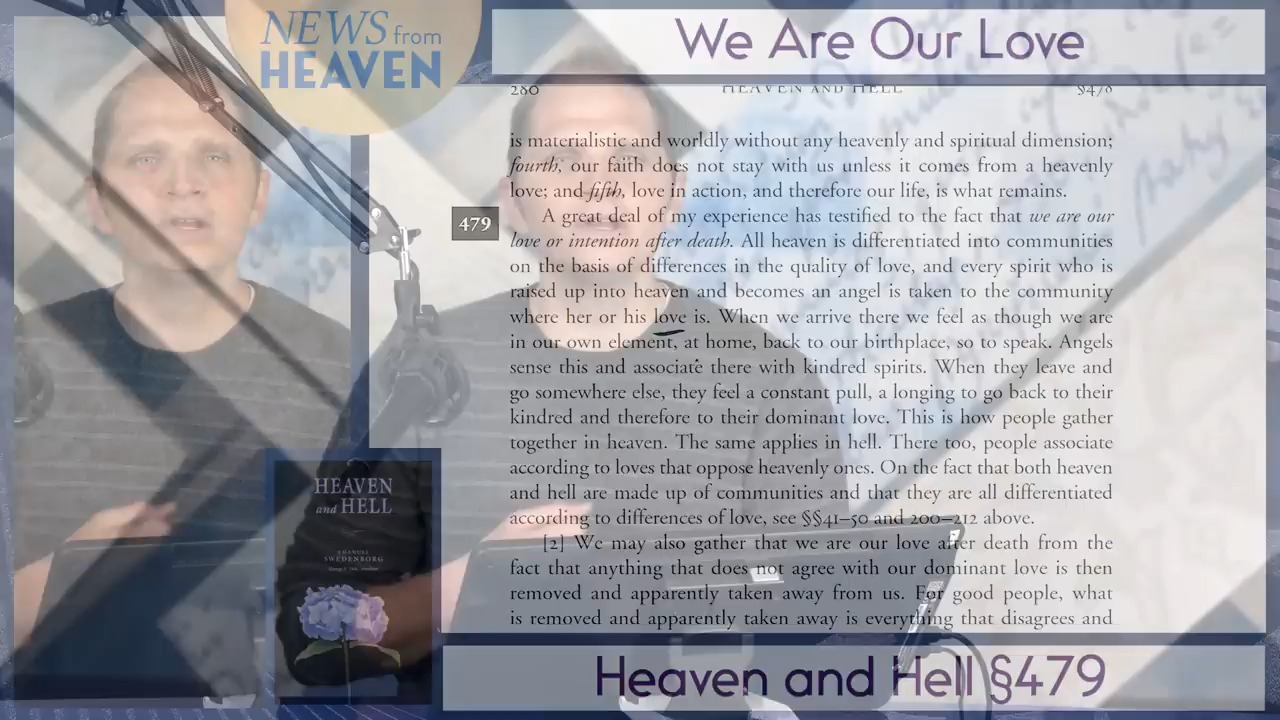 NEWS from
HEAVEN
We Are Our Love
280 HEAVEN AND HELL §478
is materialistic and worldly without any heavenly and spiritual dimension;
fourth, our faith does not stay with us unless it comes from a heavenly
love; and fifth, love in action, and therefore our life, is what remains.
479
A great deal of my experience has testified to the fact that we are our
love or intention after death. All heaven is differentiated into communities
on the basis of differences in the quality of love, and every spirit who is
raised up into heaven and becomes an angel is taken to the community
where her or his love is. When we arrive there we feel as though we are
in our own element, at home, back to our birthplace, so to speak. Angels
sense this and associate there with kindred spirits. When they leave and
go somewhere else, they feel a constant pull, a longing to go back to their
kindred and therefore to their dominant love. This is how people gather
together in heaven. The same applies in hell. There too, people associate
according to loves that oppose heavenly ones. On the fact that both heaven
and hell are made up of communities and that they are all differentiated
according to differences of love, see §§41–50 and 200–212 above.
[2] We may also gather that we are our love after death from the
fact that anything that does not agree with our dominant love is then
removed and apparently taken away from us. For good people, what
is removed and apparently taken away is everything that disagrees and
HEAVEN
and HELL
EMANUEL
SWEDENBORG
Heaven and Hell §479